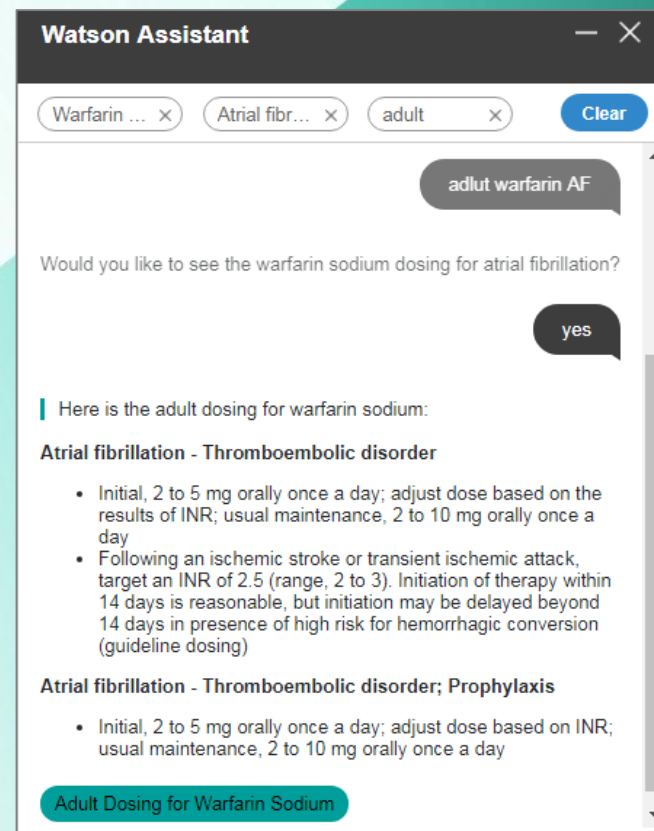 Watson Assistant
Warfarin ...
Atrial fibr...
adult
Clear
adlut warfarin AF
Would you like to see the warfarin sodium dosing for atrial fibrillation?
yes
Here is the adult dosing for warfarin sodium:
Atrial fibrillation - Thromboembolic disorder
• Initial, 2 to 5 mg orally once a day; adjust dose based on the
results of INR; usual maintenance, 2 to 10 mg orally once a
day
• Following an ischemic stroke or transient ischemic attack,
target an INR of 2.5 (range, 2 to 3). Initiation of therapy within
14 days is reasonable, but initiation may be delayed beyond
14 days in presence of high risk for hemorrhagic conversion
(guideline dosing)
Atrial fibrillation - Thromboembolic disorder; Prophylaxis
• Initial, 2 to 5 mg orally once a day; adjust dose based on INR;
usual maintenance, 2 to 10 mg orally once a day
Adult Dosing for Warfarin Sodium